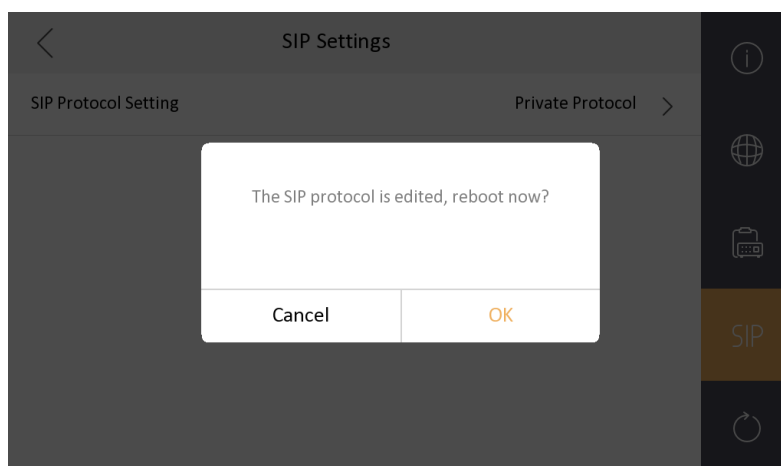 SIP Settings
SIP Protocol Setting
Private Protocol
The SIP protocol is edited, reboot now?
Cancel
OK
SIP